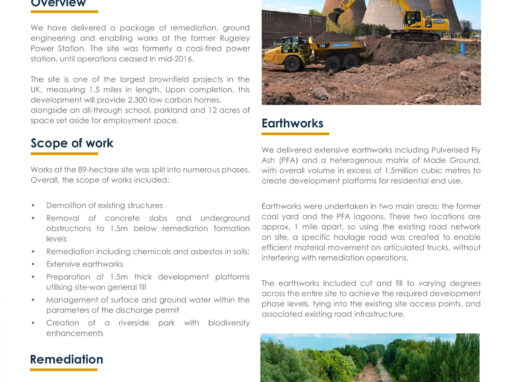 Overview
We have delivered a package of remediation, ground
engineering and enabling works at the former Rugeley
Power Station. The site was formerly a coal-fired power
station, until operations ceased in mid-2016.
The site is one of the largest brownfield projects in the
UK, measuring 1.5 miles in length. Upon completion, this
development will provide 2,300 low carbon homes,
alongside an all-through school, parkland and 12 acres of
space set aside for employment space.
Scope of work
Works at the 89-hectare site was split into numerous phases.
Overall, the scope of works included:
• Demolition of existing structures
• Removal of concrete slabs and underground
obstructions to 1.5m below remediation formation
levels
• Remediation including chemicals and asbestos in soils;
• Extensive earthworks
• Preparation of 1.5m thick development platforms
utilising site-won general fill
• Management of surface and ground water within the
parameters of the discharge permit
• Creation of a riverside park with biodiversity
enhancements
Remediation
Earthworks
We delivered extensive earthworks including Pulverised Fly
Ash (PFA) and a heterogenous matrix of Made Ground,
with overall volume in excess of 1.5million cubic metres to
create development platforms for residential end use.
Earthworks were undertaken in two main areas; the former
coal yard and the PFA lagoons. These two locations are
approx. 1 mile apart, so using the existing road network
on site, a specific haulage road was created to enable
efficient material movement on articulated trucks, without
interfering with remediation operations.
The earthworks included cut and fill to varying degrees
across the entire site to achieve the required development
phase levels, tying into the existing site access points, and
associated existing road infrastructure.